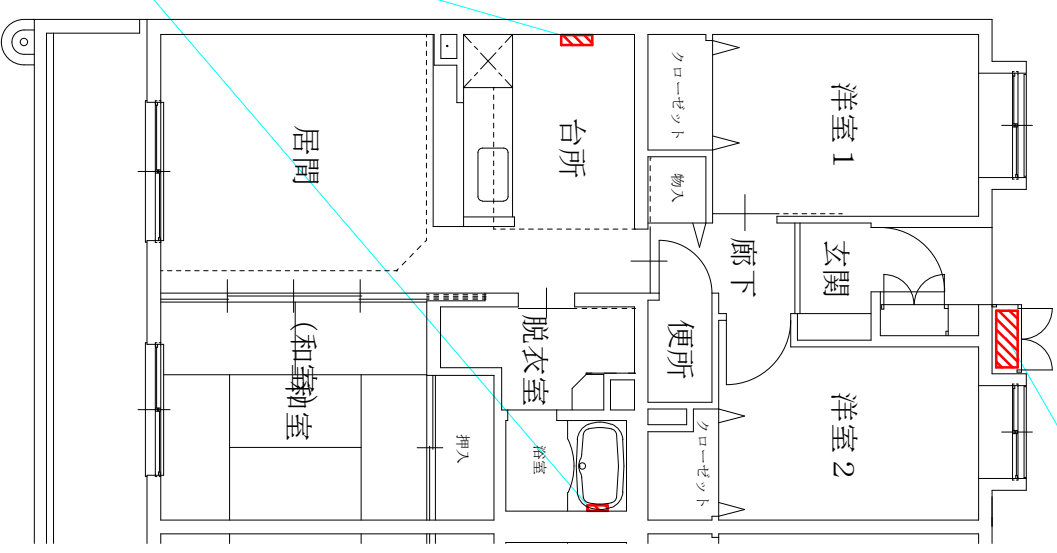 クローゼット
洋室 1
台所
居間
物入
廊下
玄関
便所
脱衣室
(和室)
和室
洋室 2
クローゼット
押入
浴室